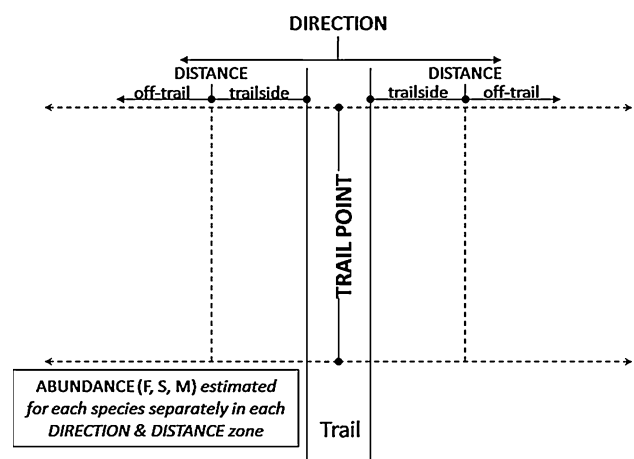 DIRECTION
DISTANCE DISTANCE
off-trail trailside trailside off-trail
TRAIL POINT
ABUNDANCE (F, S, M) estimated
for each species separately in each
DIRECTION & DISTANCE zone
Trail